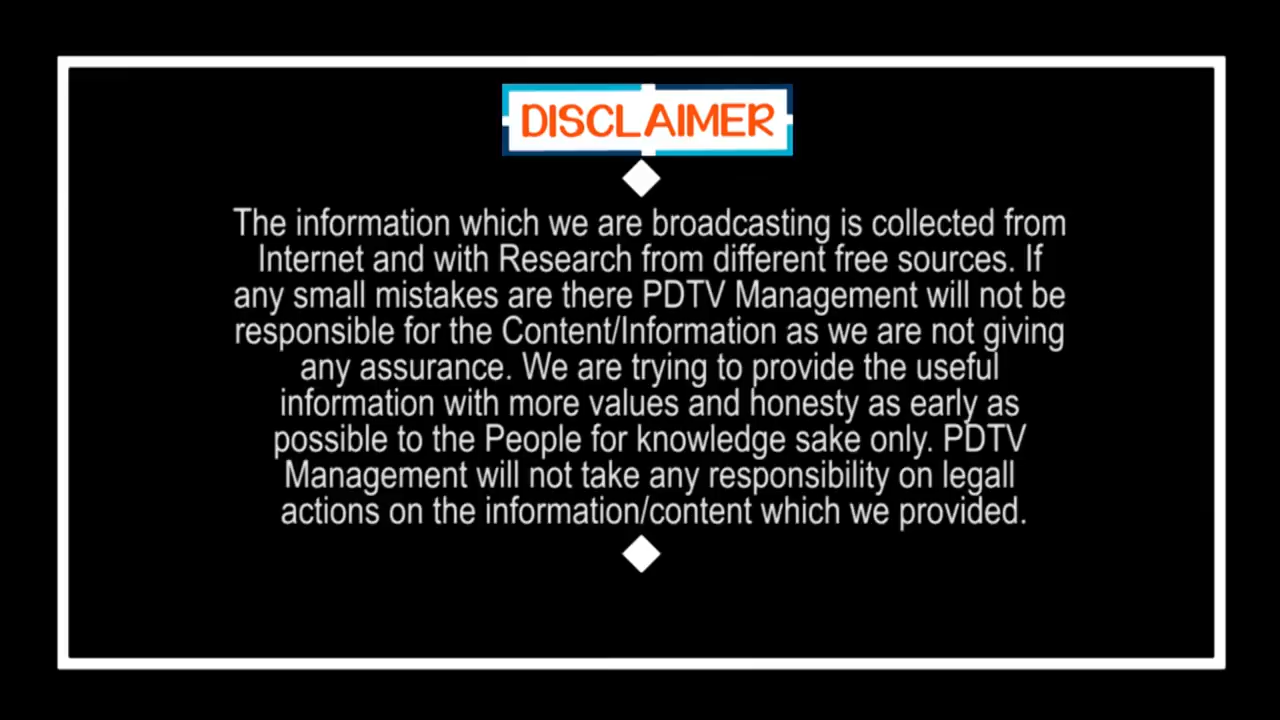 DISCLAIMER
The information which we are broadcasting is collected from
Internet and with Research from different free sources. If
any small mistakes are there PDTV Management will not be
responsible for the Content/Information as we are not giving
any assurance. We are trying to provide the useful
information with more values and honesty as early as
possible to the People for knowledge sake only. PDTV
Management will not take any responsibility on legall
actions on the information/content which we provided.